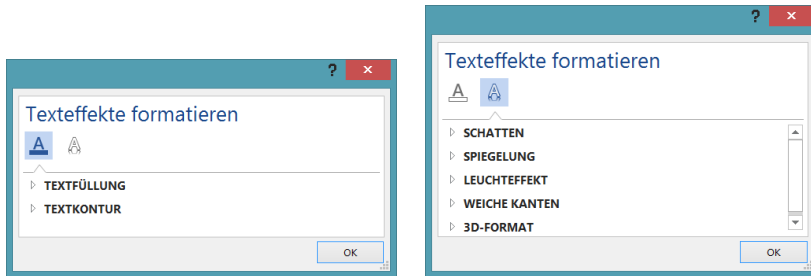 ?
Texteffekte formatieren
A A
TEXTFÜLLUNG
TEXTKONTUR
OK
?
Texteffekte formatieren
A A
SCHATTEN
SPIEGELUNG
LEUCHTEFFEKT
WEICHE KANTEN
3D-FORMAT
OK